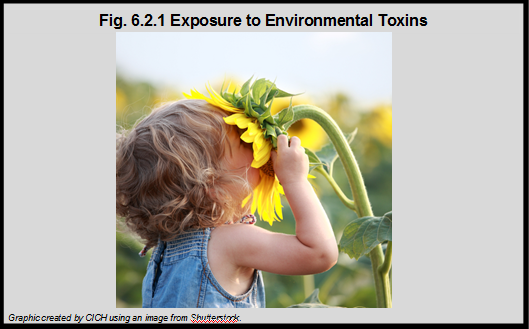 Fig. 6.2.1 Exposure to Environmental Toxins
Graphic created by CICH using an image from Shutterstock.